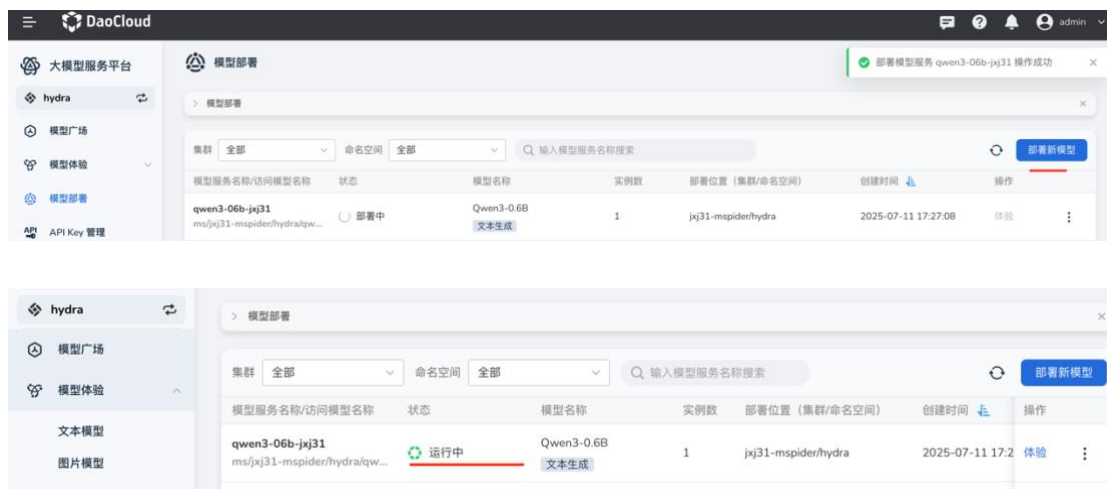 DaoCloud
admin
大模型服务平台
模型部署
部署模型服务 qwen3-06b-jxj31 操作成功
hydra
模型部署
模型广场
集群 全部 命名空间 全部 输入模型服务名称搜索 部署新模型
模型体验
模型服务名称/访问模型名称 状态 模型名称 实例数 部署位置（集群/命名空间） 创建时间 操作
模型部署
qwen3-06b-jxj31 部署中 Qwen3-0.6B 1 jxj31-mspider/hydra 2025-07-11 17:27:08 体验
ms/jxj31-mspider/hydra/qw... 文本生成
API API Key 管理
hydra
模型部署
模型广场
集群 全部 命名空间 全部 输入模型服务名称搜索 部署新模型
模型体验
模型服务名称/访问模型名称 状态 模型名称 实例数 部署位置（集群/命名空间） 创建时间 操作
文本模型
qwen3-06b-jxj31 运行中 Qwen3-0.6B 1 jxj31-mspider/hydra 2025-07-11 17:2 体验
ms/jxj31-mspider/hydra/qw... 文本生成
图片模型